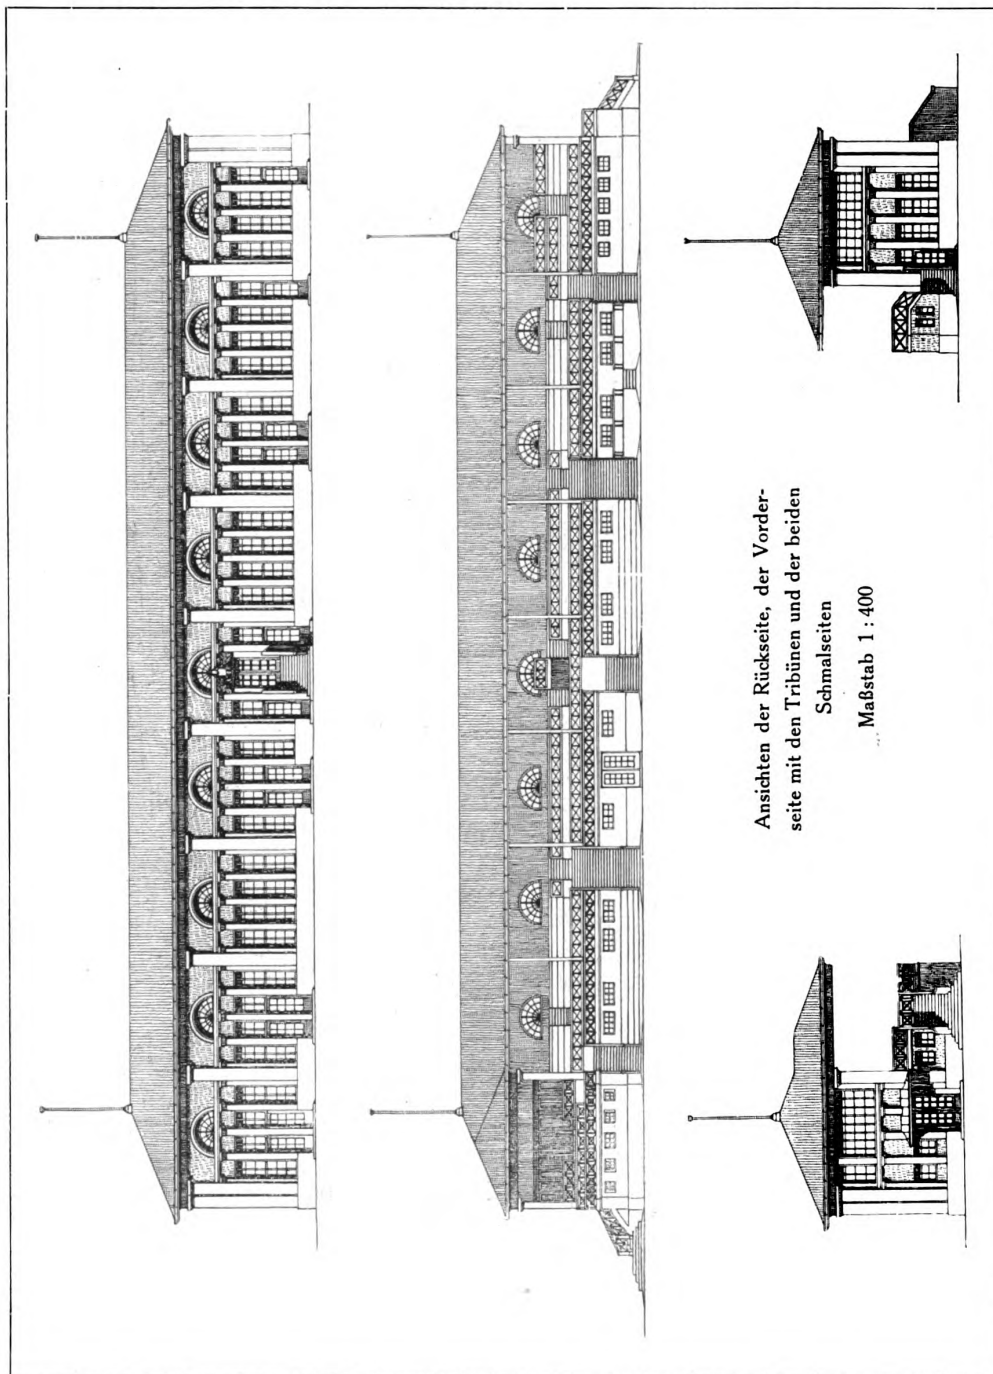 Ansichten der Rückseite, der Vorder-
seite mit den Tribünen und der beiden
Schmalseiten
Maßstab 1 : 400